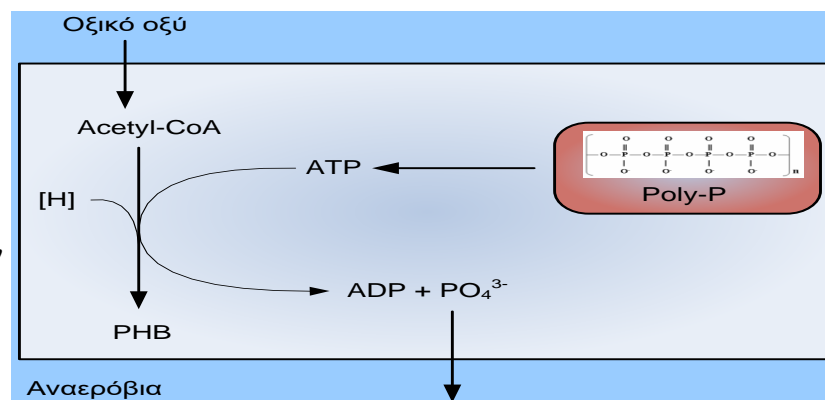 Οξικό οξύ
Acetyl-CoA
ATP
O O O O
O P O P O P O P O
O⁻ O⁻ O⁻ O⁻
n
Poly-P
[H]
,
ADP + PO₄³⁻
PHB
Αναερόβια